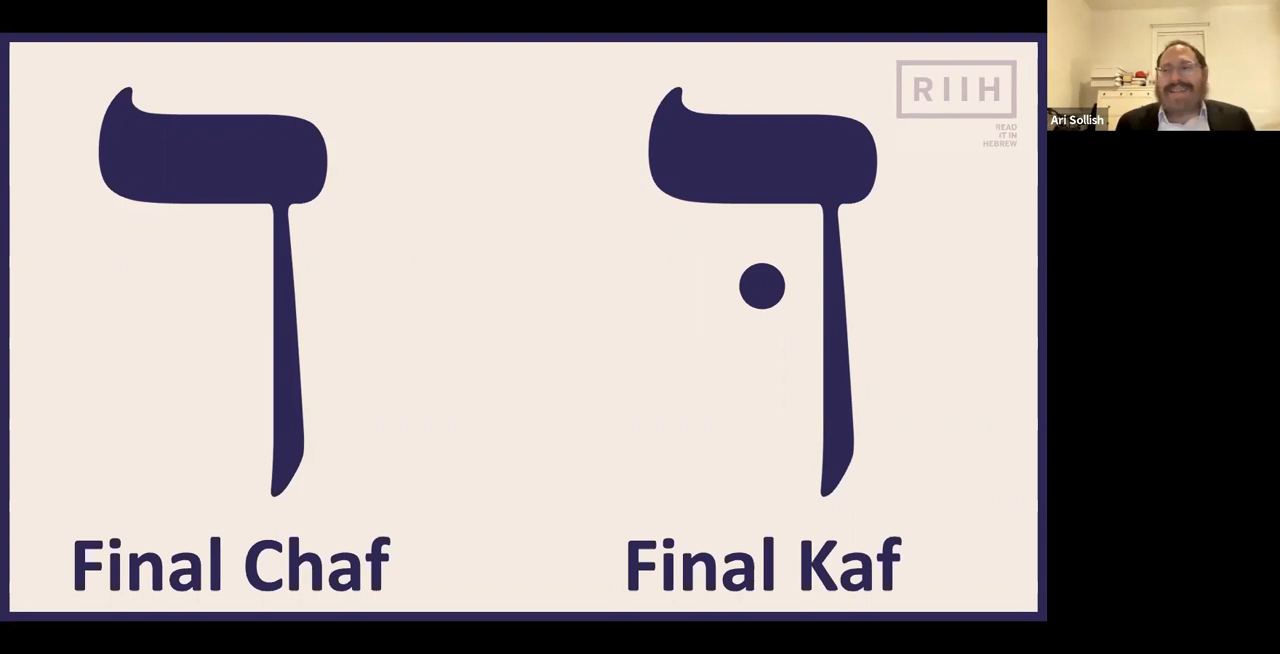 ך ךּ
RIIH
READ
IT IN
HEBREW
Final Chaf Final Kaf
Ari Sollish